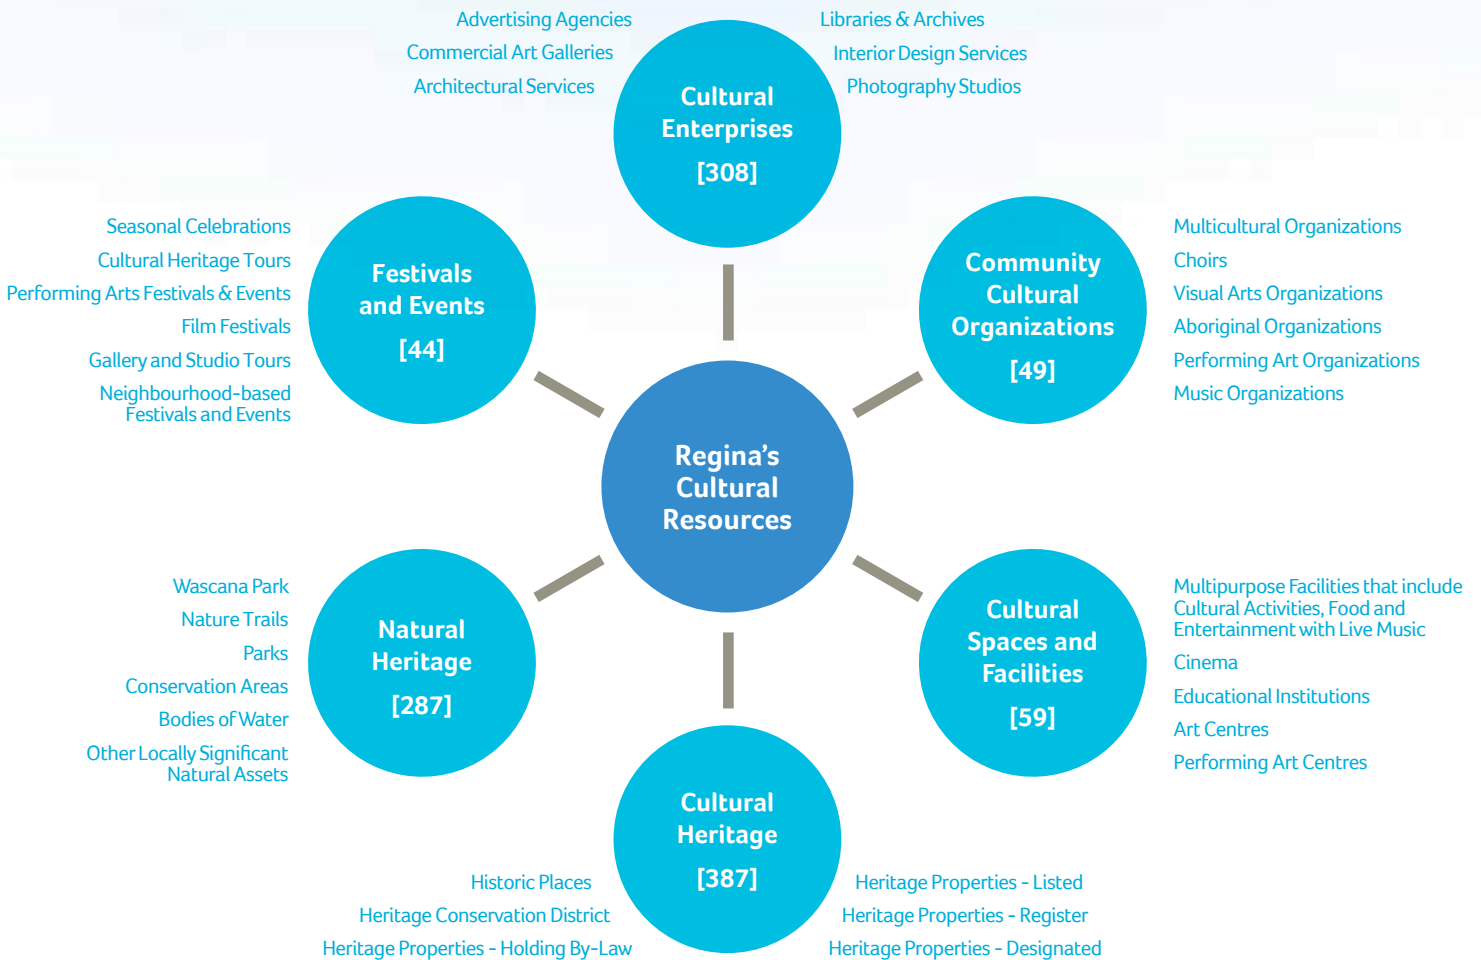 Advertising Agencies
Commercial Art Galleries
Architectural Services
Cultural
Enterprises
[308]
Libraries & Archives
Interior Design Services
Photography Studios
Seasonal Celebrations
Cultural Heritage Tours
Performing Arts Festivals & Events
Film Festivals
Gallery and Studio Tours
Neighbourhood-based
Festivals and Events
Festivals
and Events
[44]
Community
Cultural
Organizations
[49]
Multicultural Organizations
Choirs
Visual Arts Organizations
Aboriginal Organizations
Performing Art Organizations
Music Organizations
Regina's
Cultural
Resources
Wascana Park
Nature Trails
Parks
Conservation Areas
Bodies of Water
Other Locally Significant
Natural Assets
Natural
Heritage
[287]
Cultural
Spaces and
Facilities
[59]
Multipurpose Facilities that include
Cultural Activities, Food and
Entertainment with Live Music
Cinema
Educational Institutions
Art Centres
Performing Art Centres
Cultural
Heritage
[387]
Historic Places
Heritage Conservation District
Heritage Properties - Holding By-Law
Heritage Properties - Listed
Heritage Properties - Register
Heritage Properties - Designated